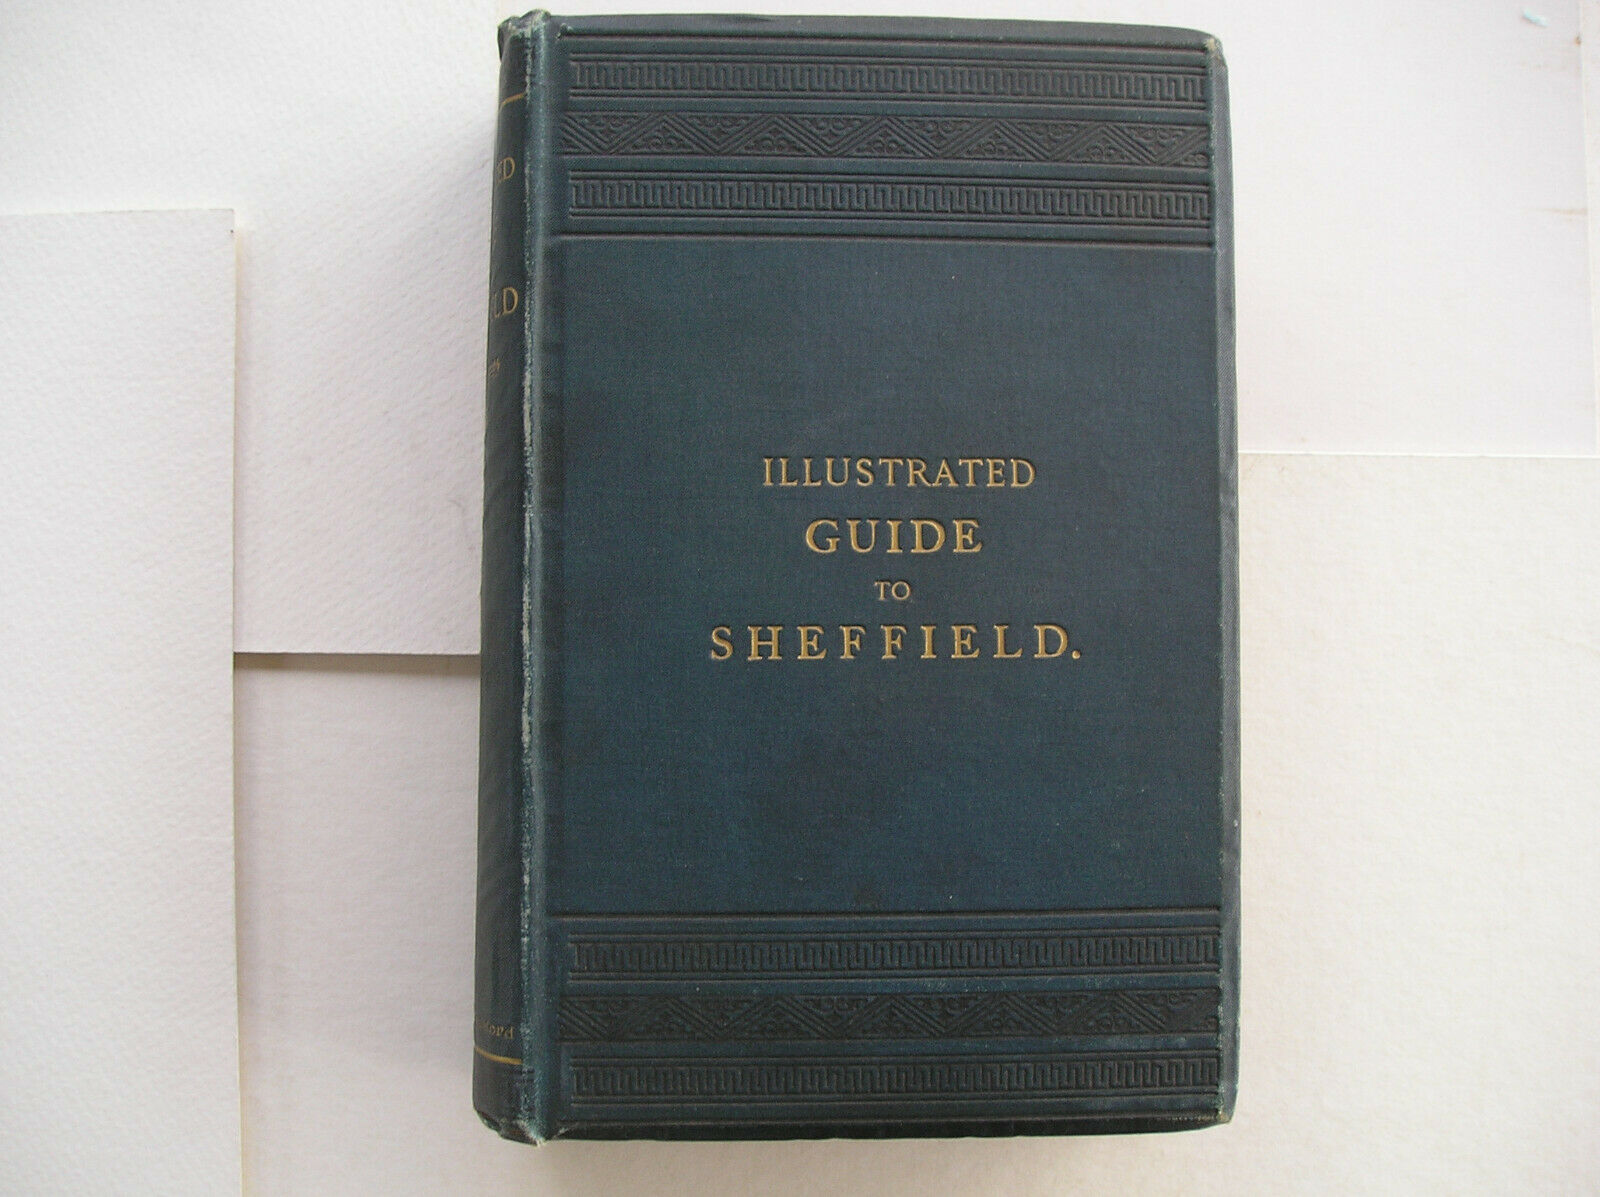 ILLUSTRATED
GUIDE
TO
SHEFFIELD.